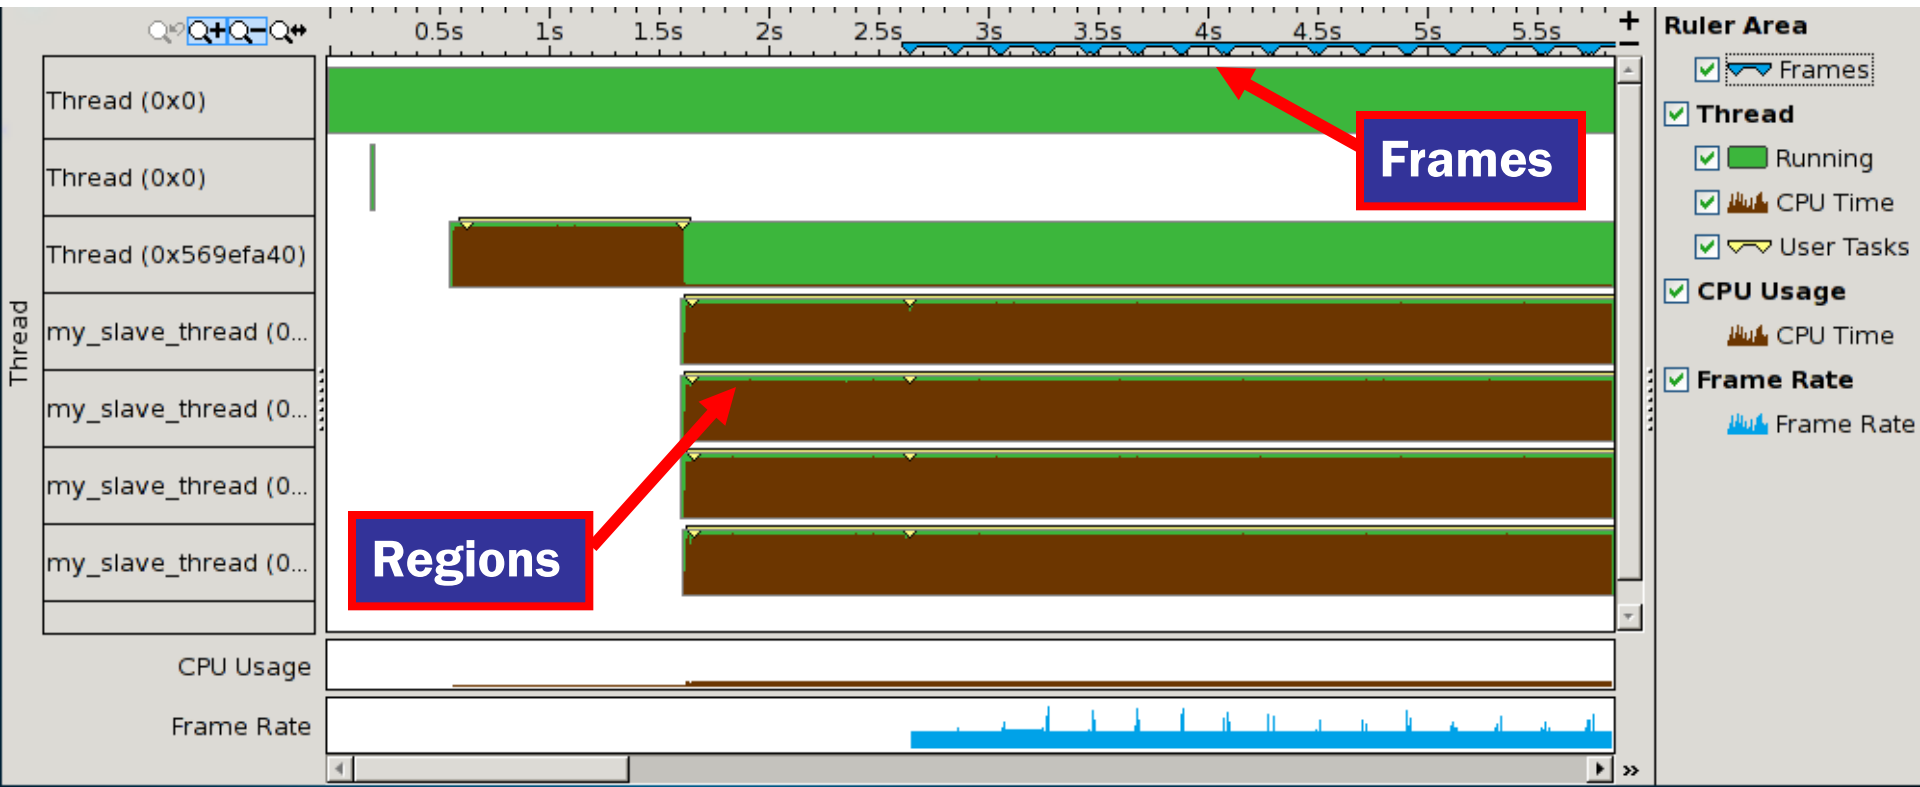 0.5s 1s 1.5s 2s 2.5s 3s 3.5s 4s 4.5s 5s 5.5s
Thread
Thread (0x0)
Thread (0x0)
Thread (0x569efa40)
my_slave_thread (0...
my_slave_thread (0...
my_slave_thread (0...
my_slave_thread (0...
CPU Usage
Frame Rate
Frames
Regions
Ruler Area
Frames
Thread
Running
CPU Time
User Tasks
CPU Usage
CPU Time
Frame Rate
Frame Rate